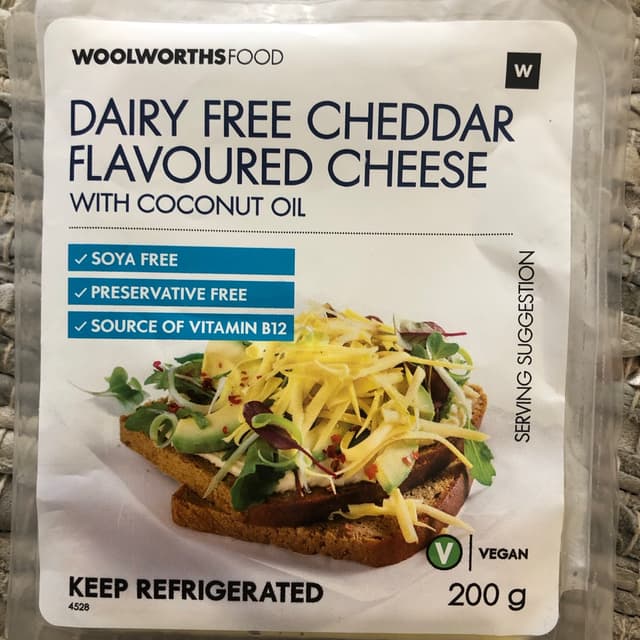 WOOLWORTHSFOOD
W
DAIRY FREE CHEDDAR
FLAVOURED CHEESE
WITH COCONUT OIL
✓ SOYA FREE
✓ PRESERVATIVE FREE
✓ SOURCE OF VITAMIN B12
SERVING SUGGESTION
V VEGAN
KEEP REFRIGERATED
4528
200 g